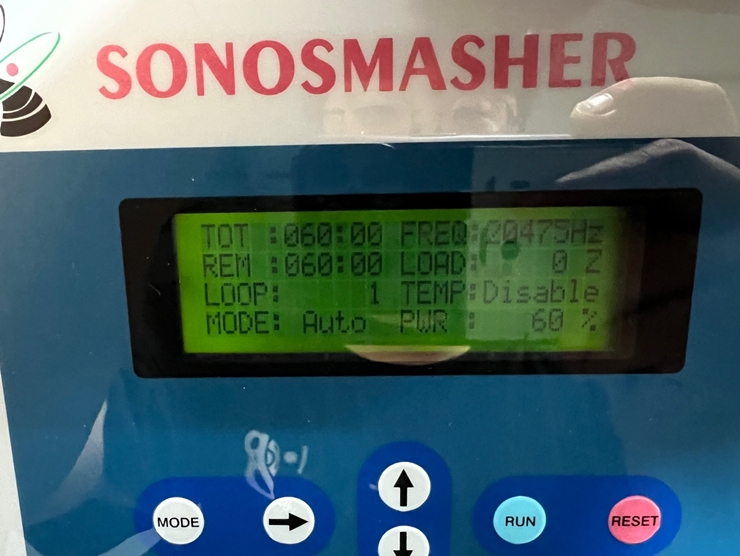 SONOSMASHER
TOT :060:00 FREQ:20475Hz
REM :060:00 LOAD: 0 Z
LOOP: 1 TEMP:Disable
MODE: Auto PWR : 60 %
MODE
RUN
RESET